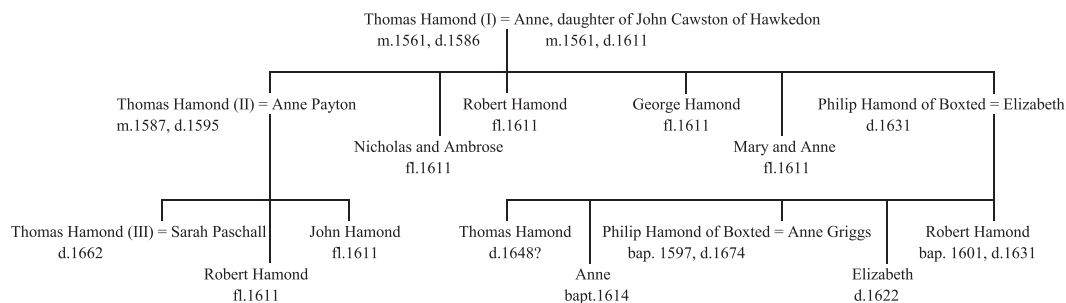 Thomas Hamond (I) = Anne, daughter of John Cawston of Hawkedon
m.1561, d.1586 m.1561, d.1611
Thomas Hamond (II) = Anne Payton
m.1587, d.1595
Nicholas and Ambrose
fl.1611
Robert Hamond
fl.1611
George Hamond
fl.1611
Mary and Anne
fl.1611
Philip Hamond of Boxted = Elizabeth
d.1631
Thomas Hamond (III) = Sarah Paschall
d.1662
Robert Hamond
fl.1611
John Hamond
fl.1611
Thomas Hamond
d.1648?
Anne
bapt.1614
Philip Hamond of Boxted = Anne Griggs
bap. 1597, d.1674
Elizabeth
d.1622
Robert Hamond
bap. 1601, d.1631